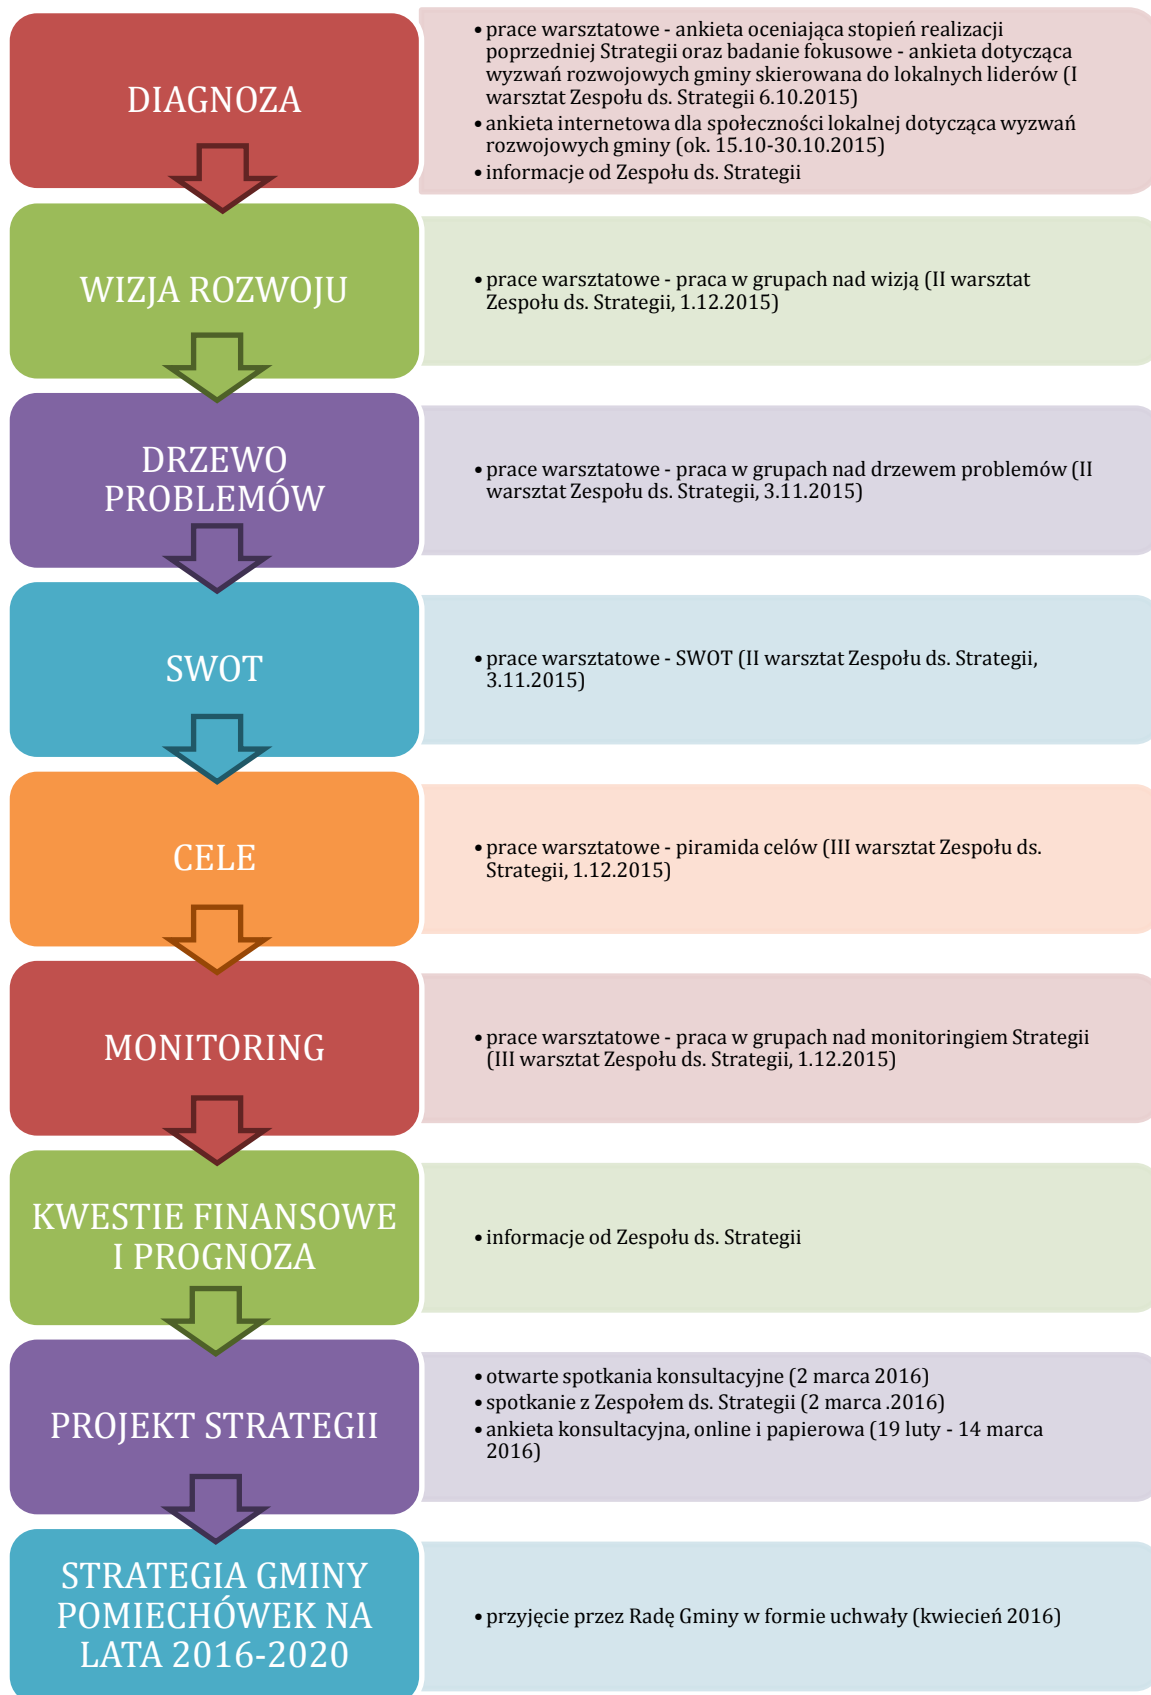 DIAGNOZA
• prace warsztatowe - ankieta oceniająca stopień realizacji
poprzedniej Strategii oraz badanie fokusowe - ankieta dotycząca
wyzwań rozwojowych gminy skierowana do lokalnych liderów (I
warsztat Zespołu ds. Strategii 6.10.2015)
• ankieta internetowa dla społeczności lokalnej dotycząca wyzwań
rozwojowych gminy (ok. 15.10-30.10.2015)
• informacje od Zespołu ds. Strategii
WIZJA ROZWOJU
• prace warsztatowe - praca w grupach nad wizją (II warsztat
Zespołu ds. Strategii, 1.12.2015)
DRZEWO
PROBLEMÓW
• prace warsztatowe - praca w grupach nad drzewem problemów (II
warsztat Zespołu ds. Strategii, 3.11.2015)
SWOT
• prace warsztatowe - SWOT (II warsztat Zespołu ds. Strategii,
3.11.2015)
CELE
• prace warsztatowe - piramida celów (III warsztat Zespołu ds.
Strategii, 1.12.2015)
MONITORING
• prace warsztatowe - praca w grupach nad monitoringiem Strategii
(III warsztat Zespołu ds. Strategii, 1.12.2015)
KWESTIE FINANSOWE
I PROGNOZA
• informacje od Zespołu ds. Strategii
PROJEKT STRATEGII
• otwarte spotkania konsultacyjne (2 marca 2016)
• spotkanie z Zespołem ds. Strategii (2 marca .2016)
• ankieta konsultacyjna, online i papierowa (19 luty - 14 marca
2016)
STRATEGIA GMINY
POMIECHÓWEK NA
LATA 2016-2020
• przyjęcie przez Radę Gminy w formie uchwały (kwiecień 2016)